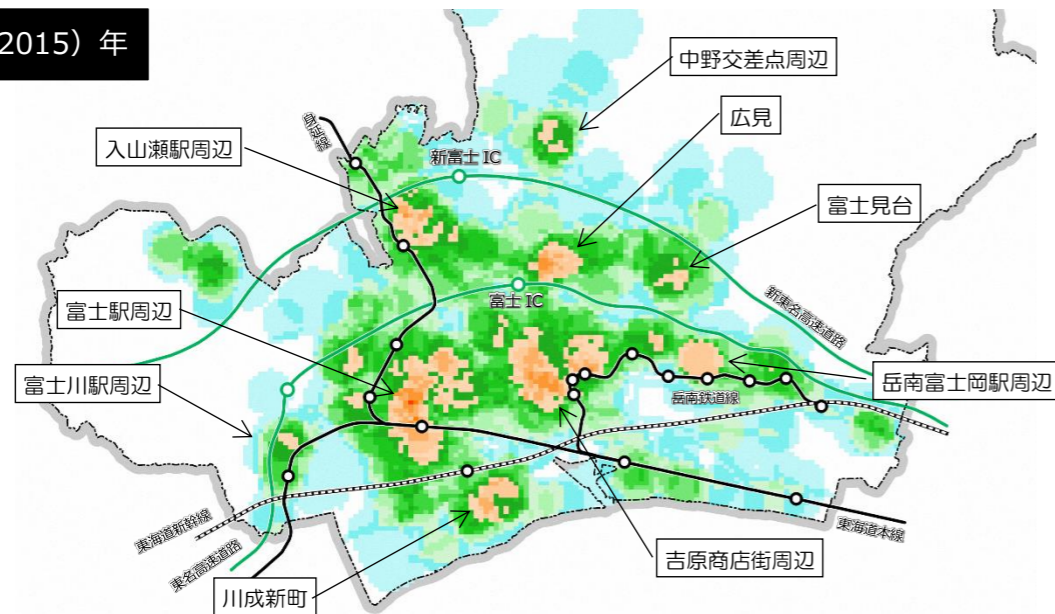 2015）年
中野交差点周辺
広見
身延線
入山瀬駅周辺
新富士 IC
富士見台
富士駅周辺
富士 IC
新東名高速道路
富士川駅周辺
岳南富士岡駅周辺
岳南鉄道線
東海道新幹線
東海道本線
東名高速道路
吉原商店街周辺
川成新町